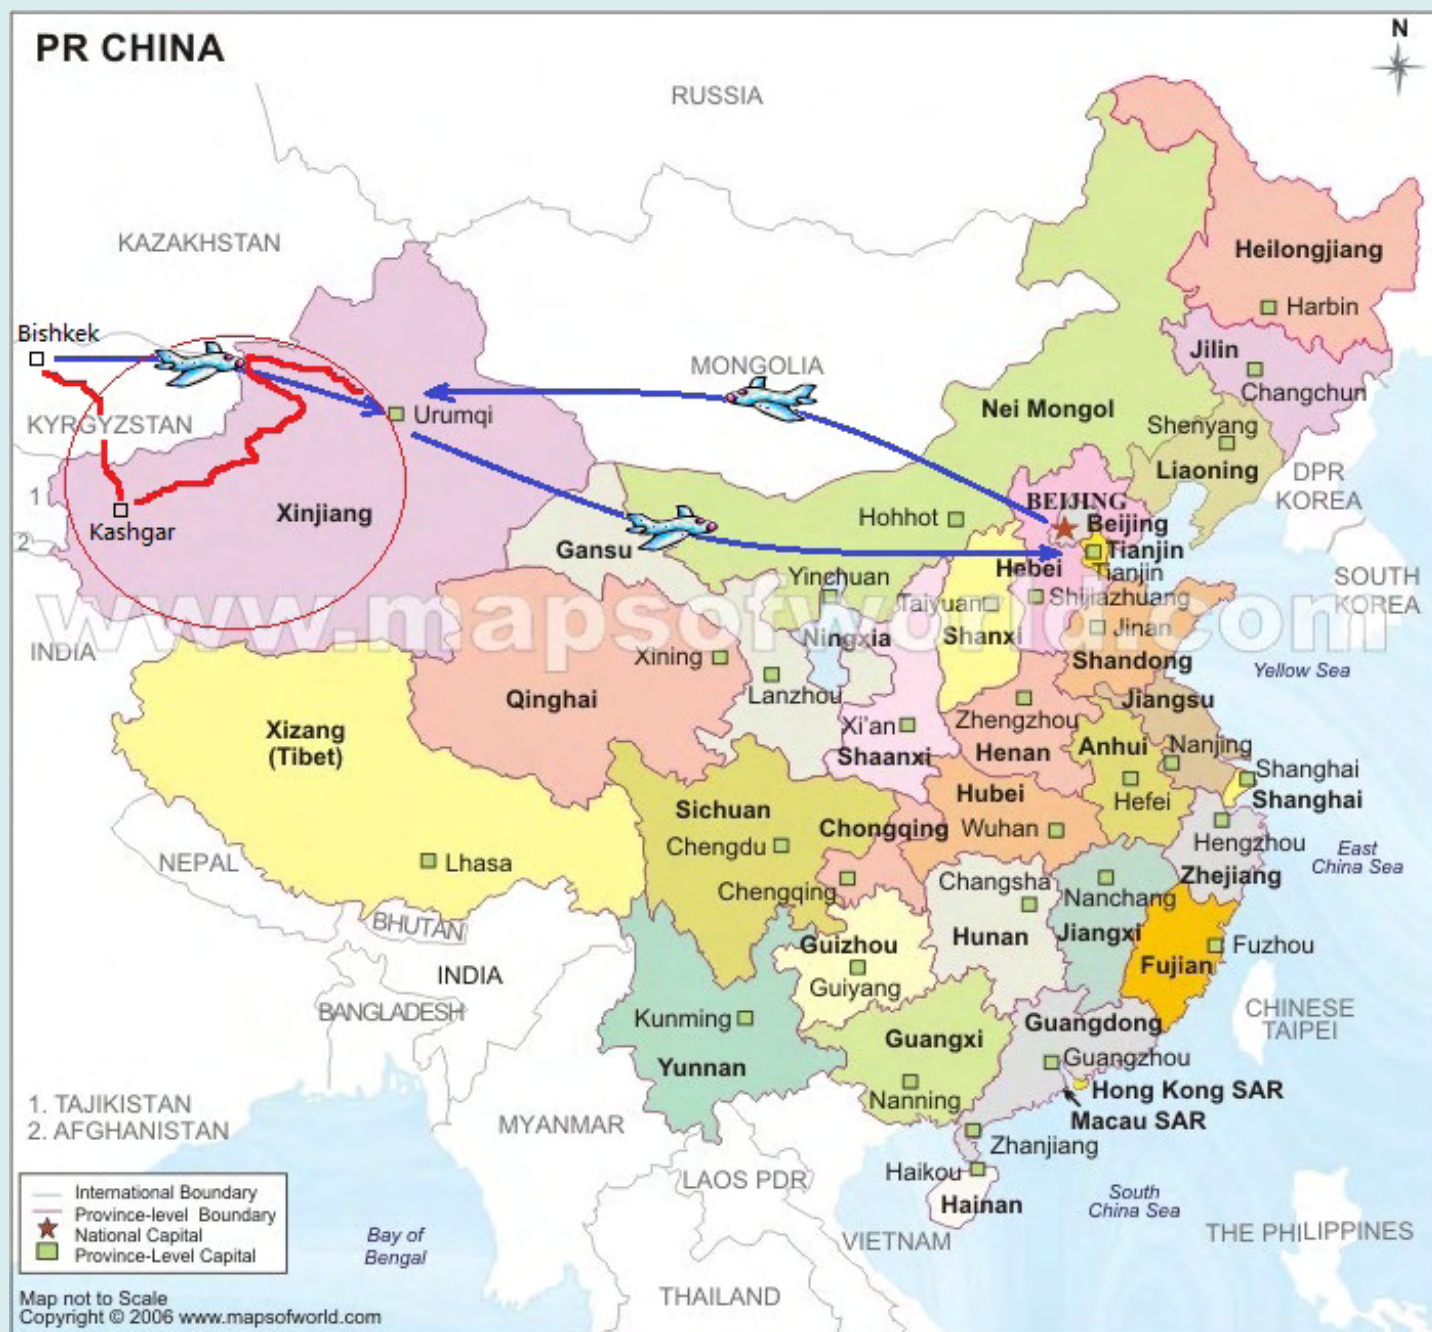 PR CHINA
N
RUSSIA
KAZAKHSTAN
Heilongjiang
Harbin
Bishkek
MONGOLIA
Jilin
Changchun
KYRGYZSTAN
Urumqi
Nei Mongol
Shenyang
Liaoning
DPR
KOREA
1
Kashgar
Xinjiang
BEIJING
Beijing
Hohhot
2
Gansu
Tianjin
Hebei
Tianjin
Yinchuan
Taiyuan
Shijiazhuang
SOUTH
KOREA
www.mapsofworld.com
Ningxia
Shanxi
Jinan
INDIA
Xining
Shandong
Yellow Sea
Lanzhou
Qinghai
Jiangsu
Xizang
(Tibet)
Xi'an
Zhengzhou
Shaanxi
Henan
Anhui
Nanjing
Shanghai
Shanghai
Hefei
Sichuan
Hubei
Chongqing
Wuhan
Hengzhou
Chengdu
East
China Sea
NEPAL
Lhasa
Zhejiang
Chengqing
Changsha
Nanchang
BHUTAN
Guizhou
Hunan
Jiangxi
Fuzhou
Fujian
INDIA
Guiyang
BANGLADESH
Kunming
Guangxi
Guangdong
CHINESE
TAIPEI
Yunnan
Guangzhou
Nanning
Hong Kong SAR
Macau SAR
1. TAJIKISTAN
2. AFGHANISTAN
MYANMAR
Zhanjiang
LAOS PDR
Haikou
Hainan
South
China Sea
International Boundary
Province-level Boundary
National Capital
Province-Level Capital
Bay of
Bengal
VIETNAM
THE PHILIPPINES
THAILAND
Map not to Scale
Copyright © 2006 www.mapsofworld.com